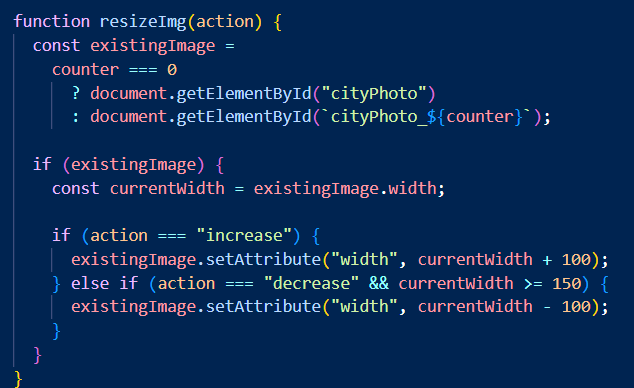 function resizeImg(action) {
  const existingImage =
    counter === 0
      ? document.getElementById("cityPhoto")
      : document.getElementById(`cityPhoto_${counter}`);

  if (existingImage) {
    const currentWidth = existingImage.width;

    if (action === "increase") {
      existingImage.setAttribute("width", currentWidth + 100);
    } else if (action === "decrease" && currentWidth >= 150) {
      existingImage.setAttribute("width", currentWidth - 100);
    }
  }
}